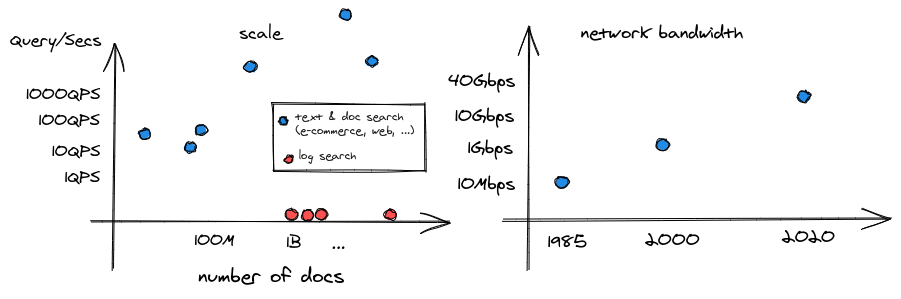 Query/Secs
scale
1000QPS
100QPS
10QPS
1QPS
text & doc search
(e-commerce, web, ...)
log search
100M
1B
...
number of docs
network bandwidth
40Gbps
10Gbps
1Gbps
10Mbps
1985
2000
2020